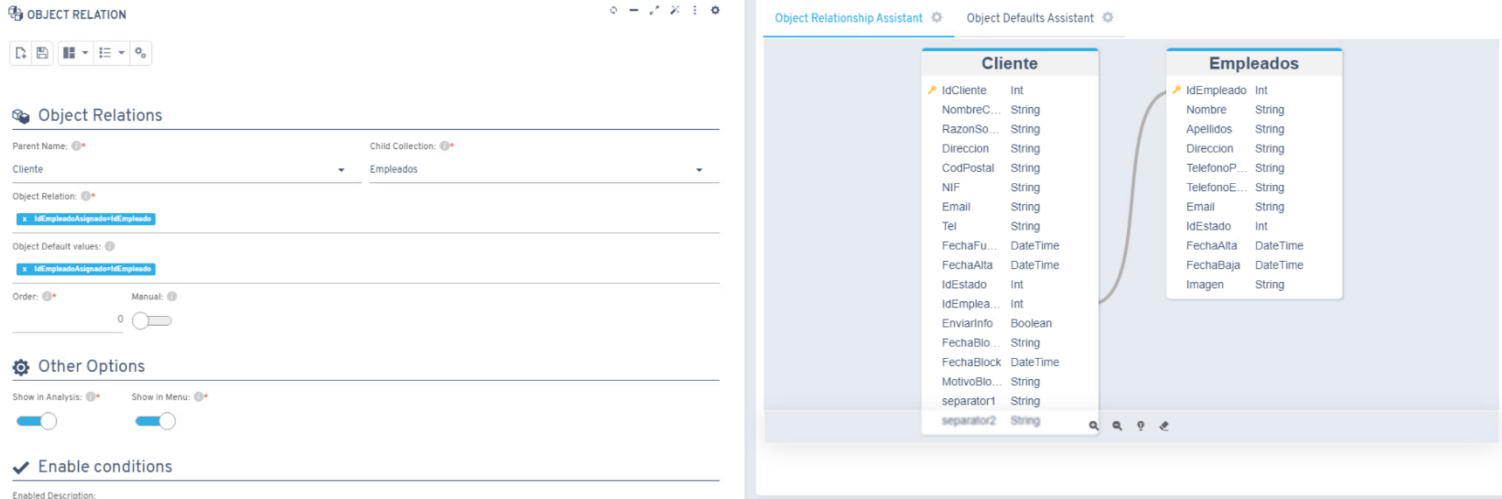 OBJECT RELATION
Object Relations
Parent Name: Child Collection:
Cliente Empleados
Object Relation:
x IdEmpleadoAsignado=IdEmpleado
Object Default values:
x IdEmpleadoAsignado=IdEmpleado
Order: Manual:
0
Other Options
Show in Analysis: Show in Menu:
Enable conditions
Enabled Description:
Object Relationship Assistant Object Defaults Assistant
Cliente
IdCliente Int
NombreC... String
RazonSo... String
Direccion String
CodPostal String
NIF String
Email String
Tel String
FechaFu... DateTime
FechaAlta DateTime
IdEstado Int
IdEmplea... Int
EnviarInfo Boolean
FechaBlo... String
FechaBlock DateTime
MotivoBlo... String
separator1 String
separator2 String
Empleados
IdEmpleado Int
Nombre String
Apellidos String
Direccion String
TelefonoP... String
TelefonoE... String
Email String
IdEstado Int
FechaAlta DateTime
FechaBaja DateTime
Imagen String